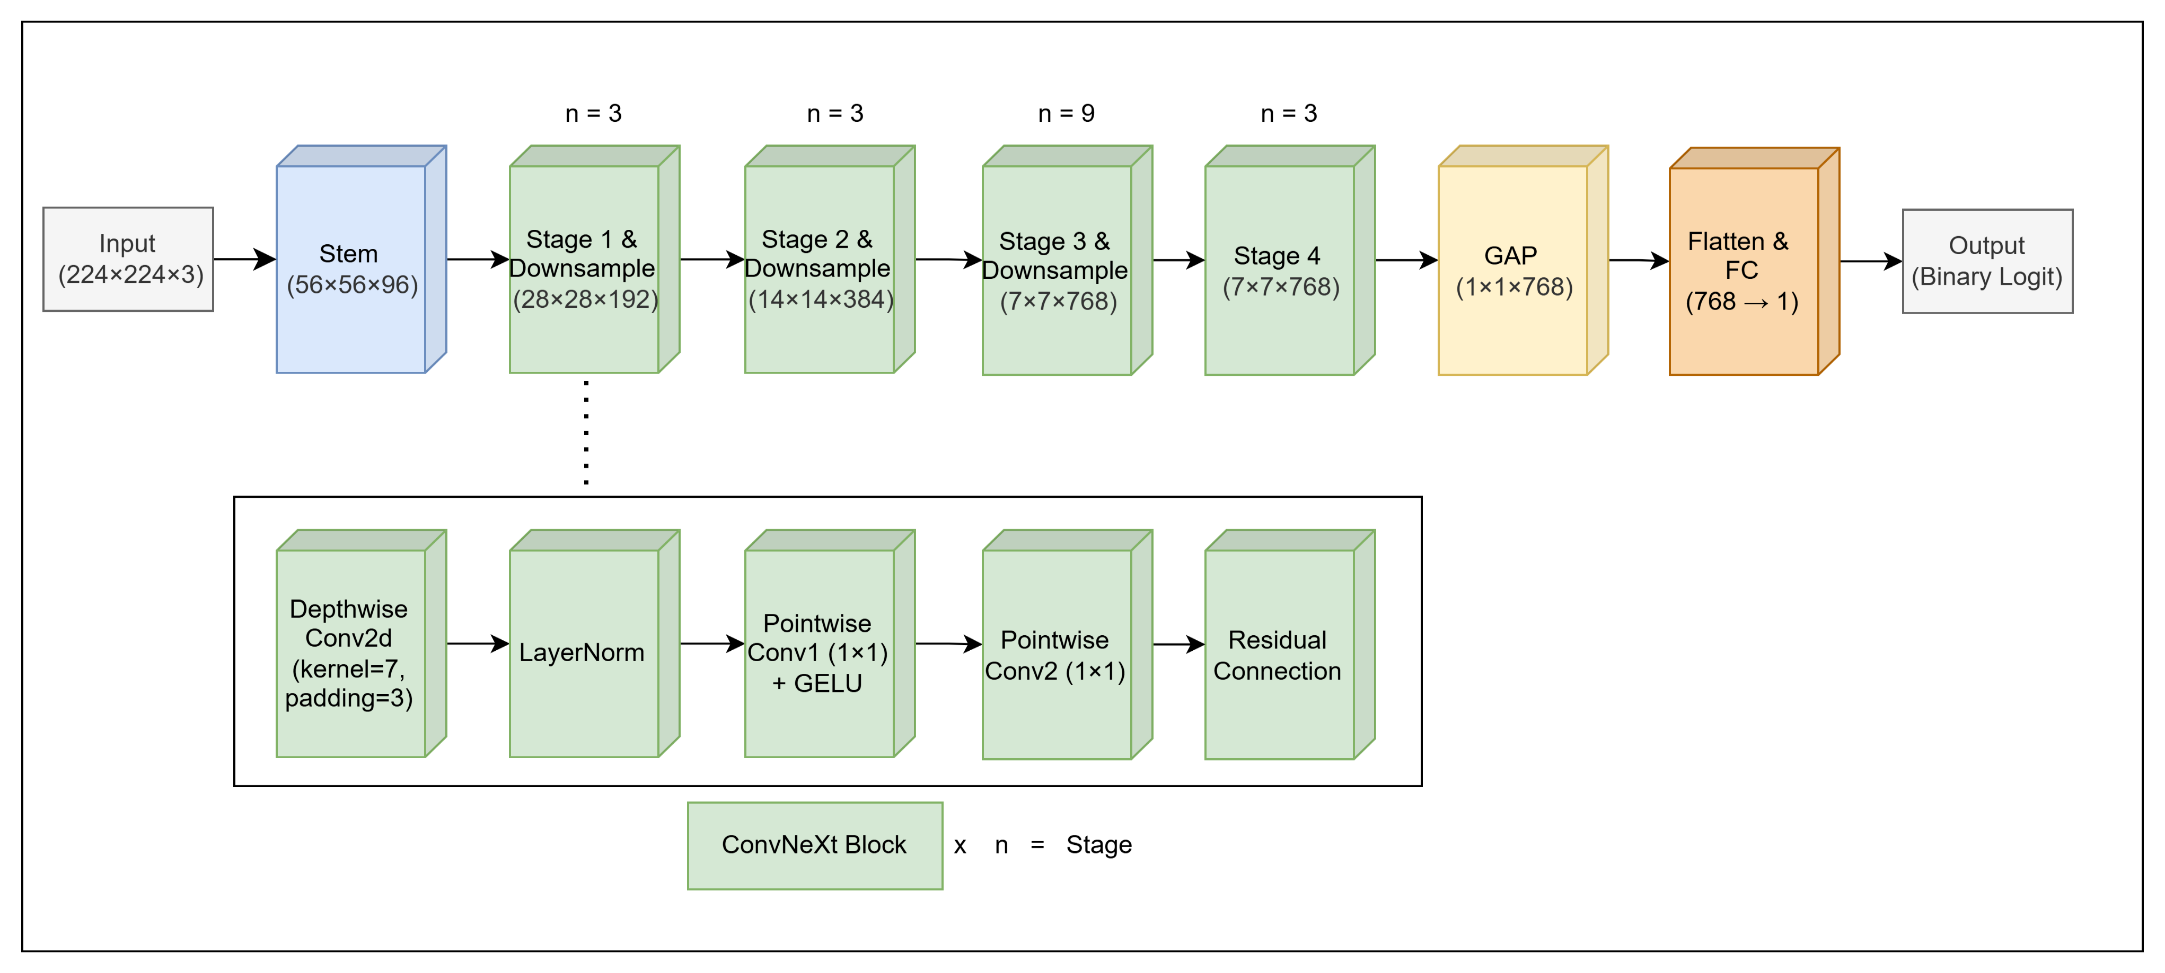 n = 3
n = 3
n = 9
n = 3
Input
(224×224×3)
Stem
(56×56×96)
Stage 1 &
Downsample
(28×28×192)
Stage 2 &
Downsample
(14×14×384)
Stage 3 &
Downsample
(7×7×768)
Stage 4
(7×7×768)
GAP
(1×1×768)
Flatten &
FC
(768 → 1)
Output
(Binary Logit)
Depthwise
Conv2d
(kernel=7,
padding=3)
LayerNorm
Pointwise
Conv1 (1×1)
+ GELU
Pointwise
Conv2 (1×1)
Residual
Connection
ConvNeXt Block x n = Stage